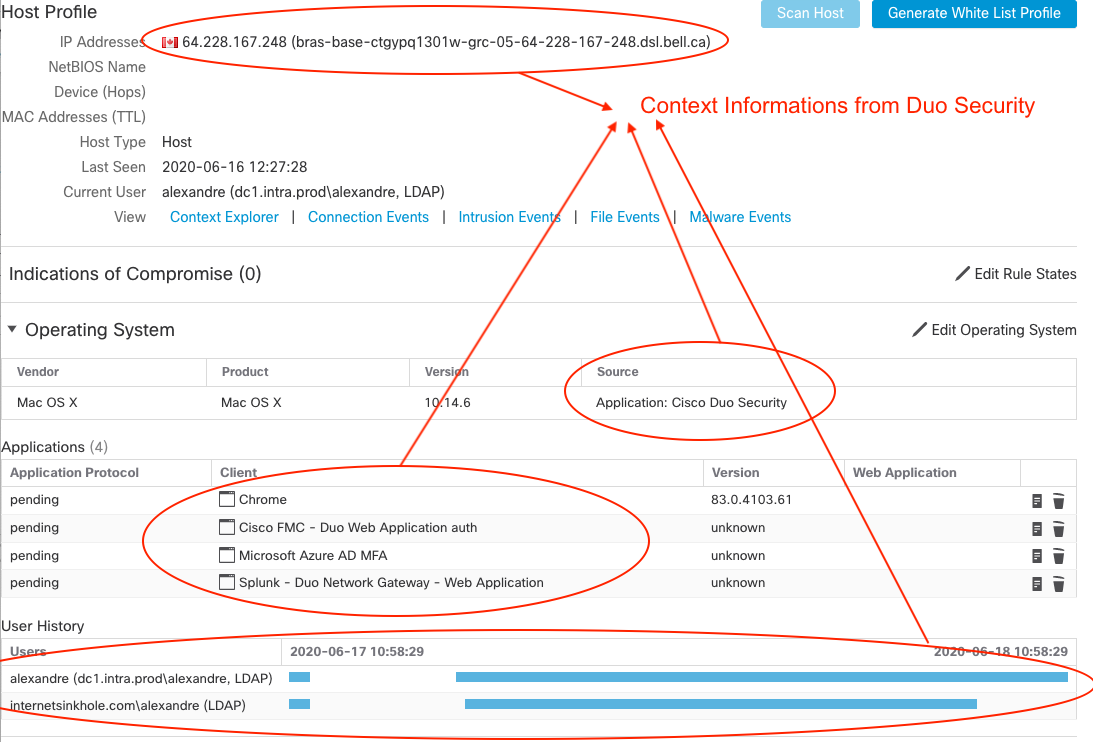 Host Profile Scan Host Generate White List Profile
IP Addresses 64.228.167.248 (bras-base-ctgypq1301w-grc-05-64-228-167-248.dsl.bell.ca)
NetBIOS Name
Device (Hops)
Context Informations from Duo Security
MAC Addresses (TTL)
Host Type Host
Last Seen 2020-06-16 12:27:28
Current User alexandre (dc1.intra.prod\alexandre, LDAP)
View Context Explorer | Connection Events | Intrusion Events | File Events | Malware Events
Indications of Compromise (0) Edit Rule States
Operating System Edit Operating System
Vendor Product Version Source
Mac OS X Mac OS X 10.14.6 Application: Cisco Duo Security
Applications (4)
Application Protocol Client Version Web Application
pending Chrome 83.0.4103.61
pending Cisco FMC - Duo Web Application auth unknown
pending Microsoft Azure AD MFA unknown
pending Splunk - Duo Network Gateway - Web Application unknown
User History
Users 2020-06-17 10:58:29 2020-06-18 10:58:29
alexandre (dc1.intra.prod\alexandre, LDAP)
internetsinkhole.com\alexandre (LDAP)